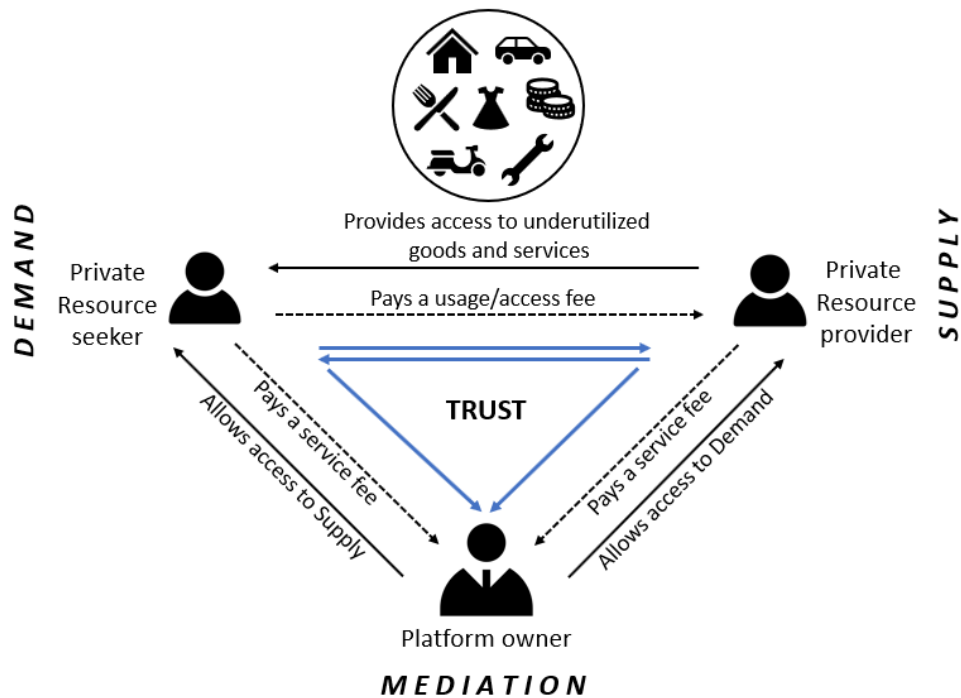 Provides access to underutilized
goods and services
DEMAND
SUPPLY
Private
Resource
seeker
Private
Resource
provider
Pays a usage/access fee
TRUST
Pays a service fee
Allows access to Supply
Pays a service fee
Allows access to Demand
Platform owner
MEDIATION